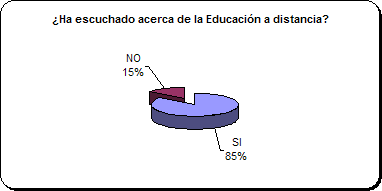 ¿Ha escuchado acerca de la Educación a distancia?
NO
15%
SI
85%